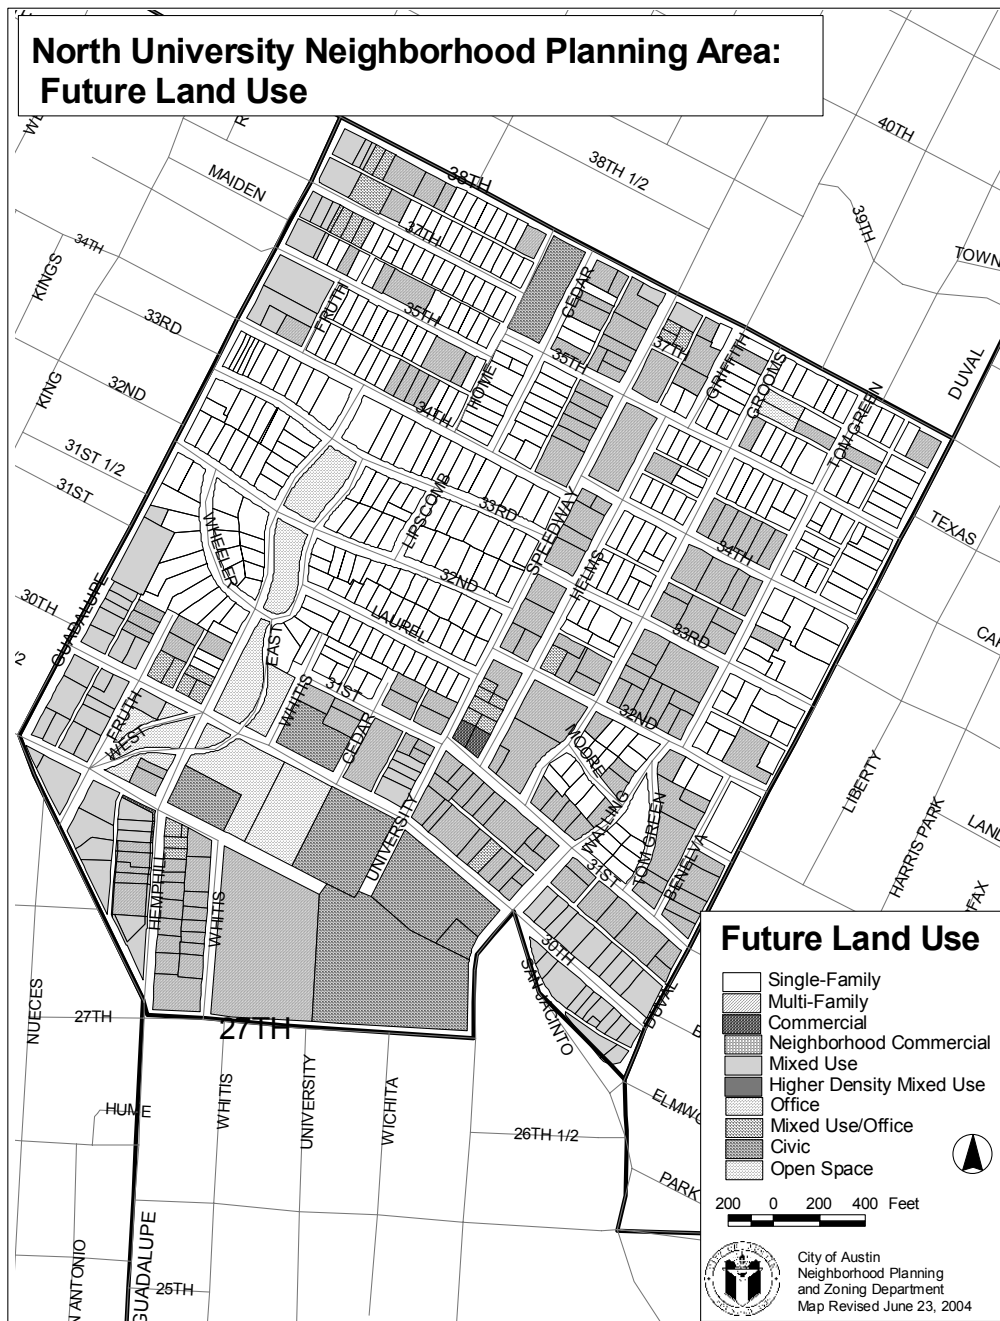 North University Neighborhood Planning Area:
Future Land Use
40TH
38TH 1/2
38TH
MAIDEN
39TH
TOWN
37TH
34TH
KINGS
CEDAR
FRUTH
33RD
35TH
37TH
35TH
GRIFFITH
GROOMS
DUVAL
KING
32ND
HOME
TOM GREEN
34TH
31ST 1/2
31ST
LIPSCOMB
33RD
SPEEDWAY
TEXAS
WHEELER
34TH
32ND
HELMS
30TH
GUADALUPE
LAUREL
33RD
EAST
31ST
WHITIS
FRUTH
WEST
CEDAR
32ND
MOORE
LIBERTY
UNIVERSITY
WALLING
TOM GREEN
HARRIS PARK
BENELVA
31ST
HEMPHILL
WHITIS
30TH
SAN JACINTO
DUVAL
NUECES
27TH
27TH
WHITIS
UNIVERSITY
WICHITA
HUME
26TH 1/2
PARK
GUADALUPE
25TH
Future Land Use
Single-Family
Multi-Family
Commercial
Neighborhood Commercial
Mixed Use
Higher Density Mixed Use
Office
Mixed Use/Office
Civic
Open Space
200 0 200 400 Feet
City of Austin
Neighborhood Planning
and Zoning Department
Map Revised June 23, 2004